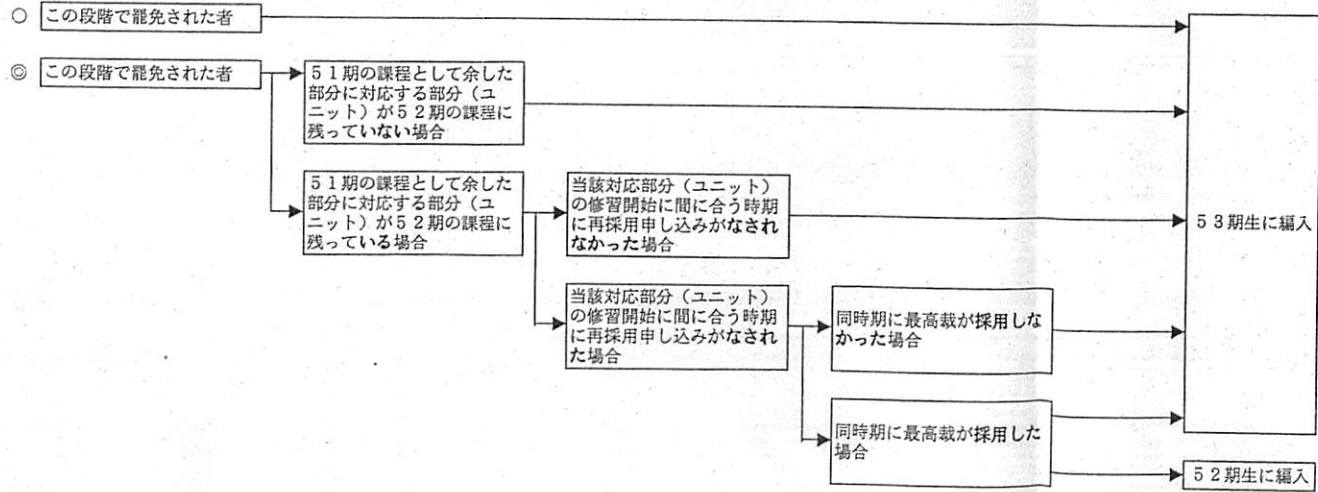 ○ この段階で罷免された者
◎ この段階で罷免された者
５１期の課程として余した
部分に対応する部分（ユ
ニット）が５２期の課程に
残っていない場合
５１期の課程として余した
部分に対応する部分（ユ
ニット）が５２期の課程に
残っている場合
当該対応部分（ユニット）
の修習開始に間に合う時期
に再採用申し込みがなされ
なかった場合
当該対応部分（ユニット）
の修習開始に間に合う時期
に再採用申し込みがなされ
た場合
同時期に最高裁が採用しな
かった場合
同時期に最高裁が採用した
場合
５３期生に編入
５２期生に編入